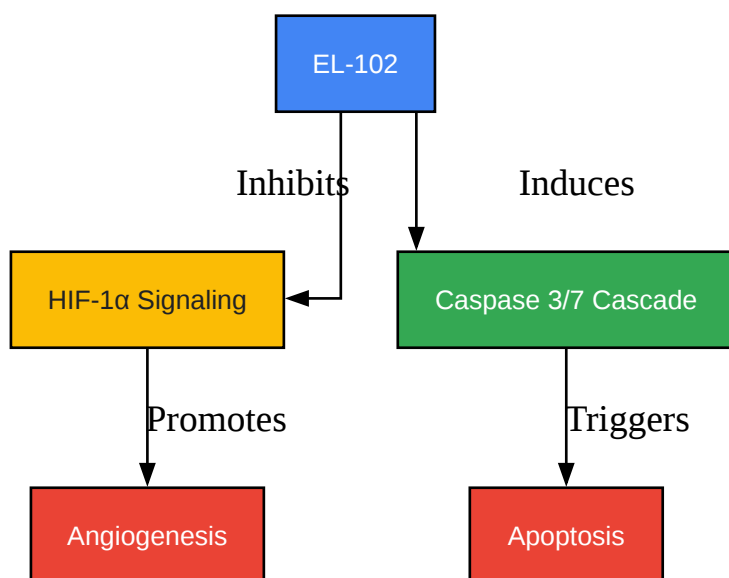 EL-102
Inhibits
Induces
HIF-1α Signaling
Caspase 3/7 Cascade
Promotes
Triggers
Angiogenesis
Apoptosis